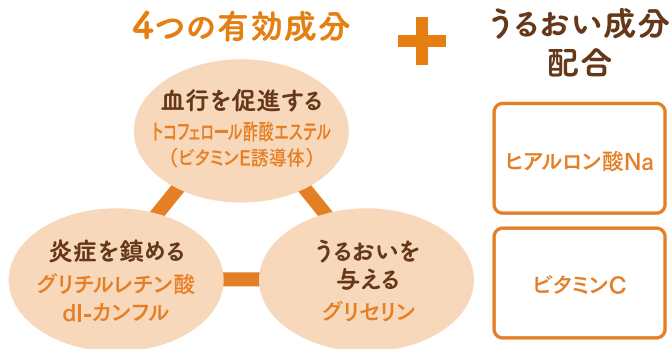 4つの有効成分
+
うるおい成分
配合
血行を促進する
トコフェロール酢酸エステル
（ビタミンE誘導体）
炎症を鎮める
グリチルレチン酸
dl-カンフル
うるおいを
与える
グリセリン
ヒアルロン酸Na
ビタミンC